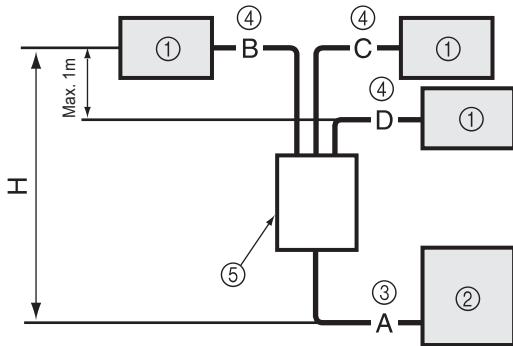 ④ ④
① B C ①
Max. 1m
④
D ①
H
⑤
③
A ②